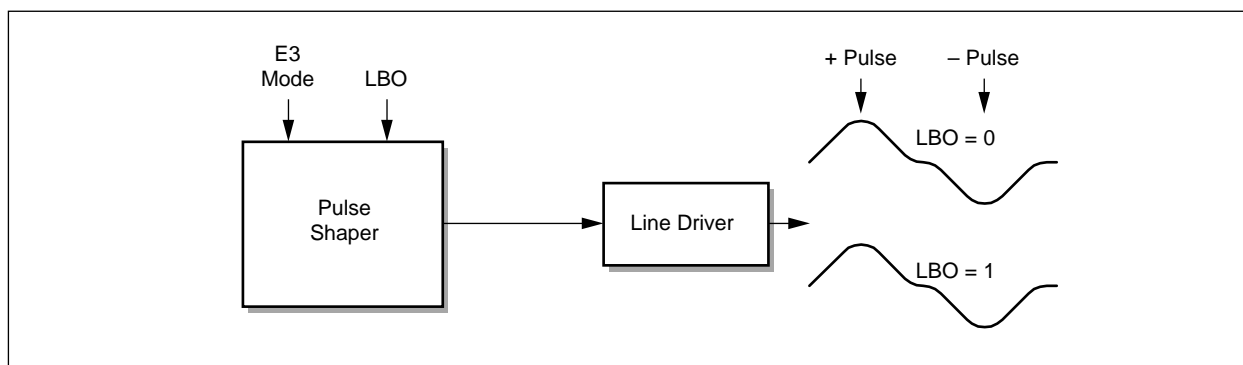 E3
Mode
LBO
+ Pulse
– Pulse
LBO = 0
Pulse
Shaper
Line Driver
LBO = 1